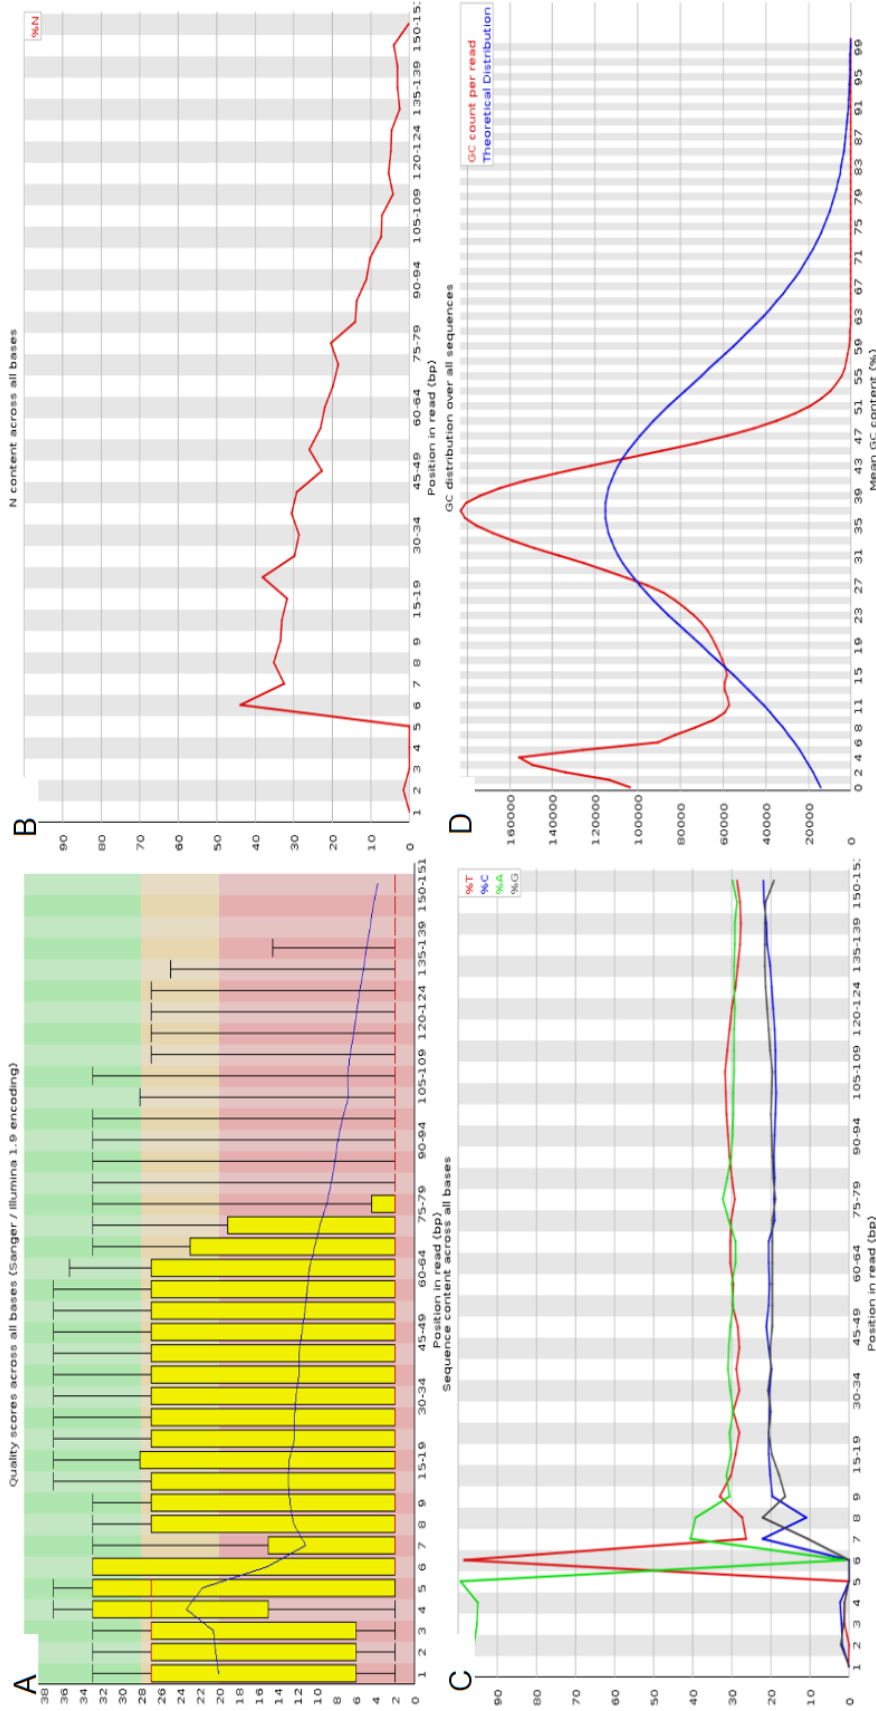 A
Quality scores across all bases (Sanger / Illumina 1.9 encoding)
38
36
34
32
30
28
26
24
22
20
18
16
14
12
10
8
6
4
2
0
1 2 3 4 5 6 7 8 9 15-19 30-34 45-49 60-64 75-79 90-94 105-109 120-124 135-139 150-151
Position in read (bp)
B
N content across all bases
%N
90
80
70
60
50
40
30
20
10
0
1 2 3 4 5 6 7 8 9 15-19 30-34 45-49 60-64 75-79 90-94 105-109 120-124 135-139 150-15
Position in read (bp)
C
Sequence content across all bases
%T
%C
%A
%G
90
80
70
60
50
40
30
20
10
0
1 2 3 4 5 6 7 8 9 15-19 30-34 45-49 60-64 75-79 90-94 105-109 120-124 135-139 150-15
Position in read (bp)
D
GC distribution over all sequences
GC count per read
Theoretical Distribution
160000
140000
120000
100000
80000
60000
40000
20000
0
0 2 4 6 8 11 15 19 23 27 31 35 39 43 47 51 55 59 63 67 71 75 79 83 87 91 95 99
Mean GC content (%)